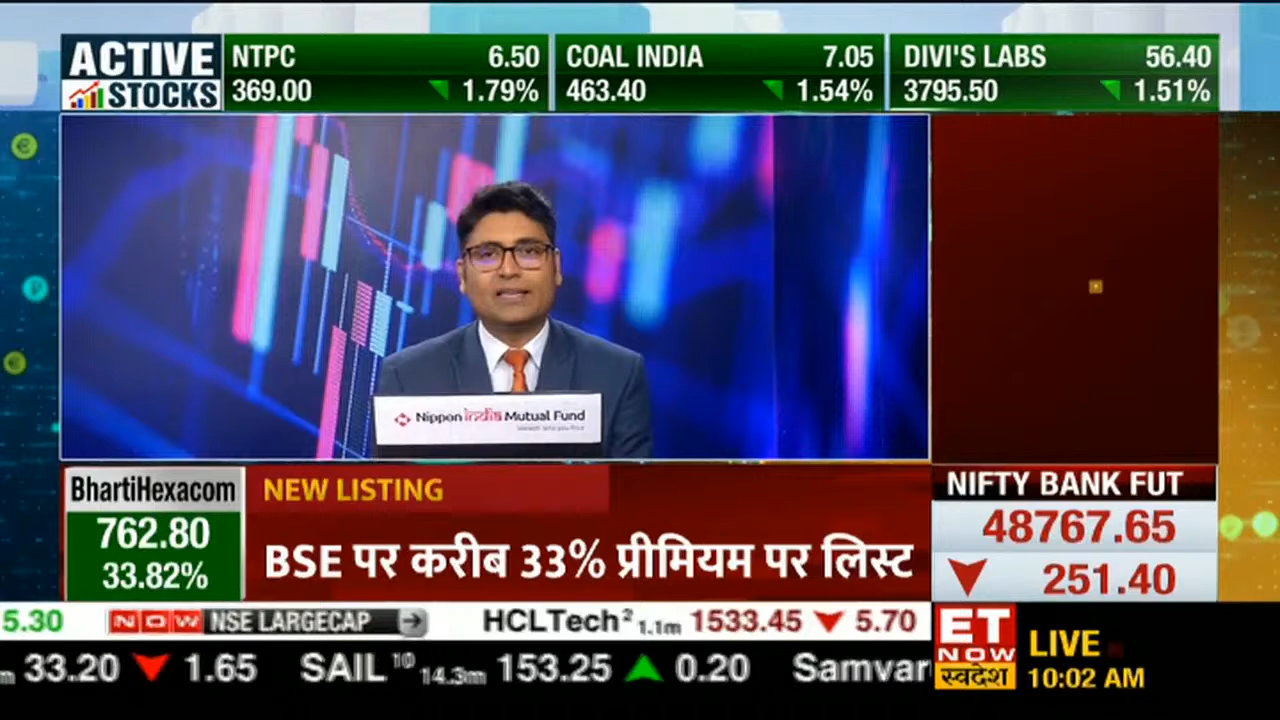 ACTIVE
STOCKS
NTPC 6.50
369.00 1.79%
COAL INDIA 7.05
463.40 1.54%
DIVI'S LABS 56.40
3795.50 1.51%
Nippon india Mutual Fund
BhartiHexacom
762.80
33.82%
NEW LISTING
BSE पर करीब 33% प्रीमियम पर लिस्ट
NIFTY BANK FUT
48767.65
251.40
5.30 NOW NSE LARGECAP HCLTech 2 1.1m 1533.45 5.70
m 33.20 1.65 SAIL 10 14.3m 153.25 0.20 Samvar
ET
NOW
स्वदेश
LIVE
10:02 AM